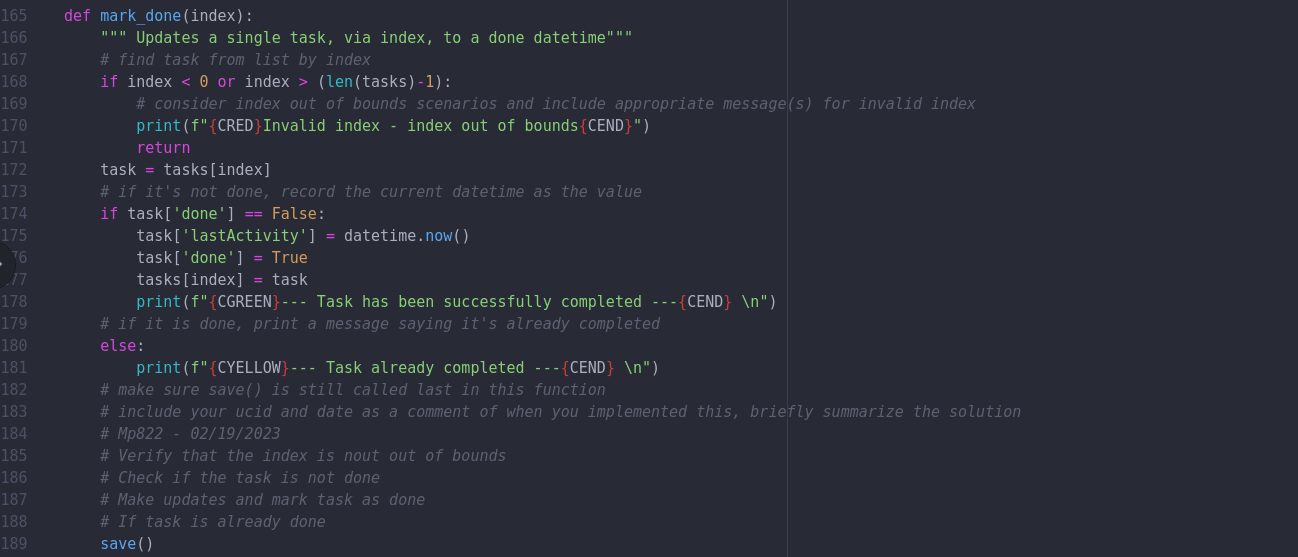 165 def mark_done(index):
166 """ Updates a single task, via index, to a done datetime"""
167 # find task from list by index
168 if index < 0 or index > (len(tasks)-1):
169 # consider index out of bounds scenarios and include appropriate message(s) for invalid index
170 print(f"{CRED}Invalid index - index out of bounds{CEND}")
171 return
172 task = tasks[index]
173 # if it's not done, record the current datetime as the value
174 if task['done'] == False:
175 task['lastActivity'] = datetime.now()
76 task['done'] = True
77 tasks[index] = task
178 print(f"{CGREEN}--- Task has been successfully completed ---{CEND} \n")
179 # if it is done, print a message saying it's already completed
180 else:
181 print(f"{CYELLOW}--- Task already completed ---{CEND} \n")
182 # make sure save() is still called last in this function
183 # include your ucid and date as a comment of when you implemented this, briefly summarize the solution
184 # Mp822 - 02/19/2023
185 # Verify that the index is nout out of bounds
186 # Check if the task is not done
187 # Make updates and mark task as done
188 # If task is already done
189 save()